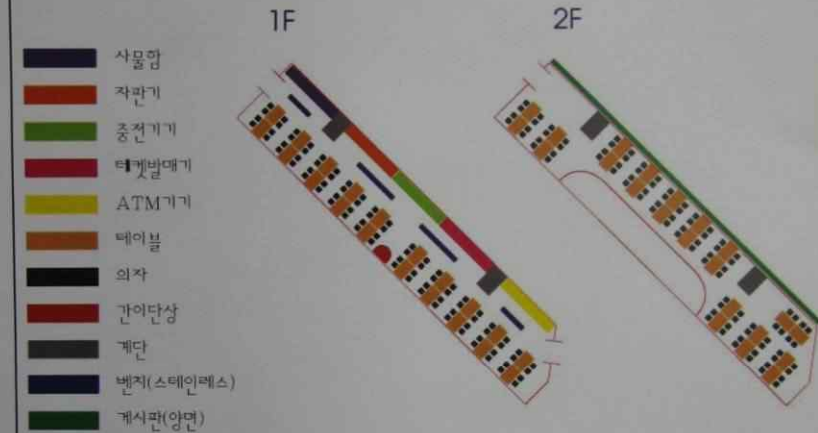 1F
2F
사물함
자판기
충전기기
테켓발매기
ATM기기
테이블
의자
간이단상
계단
벤치(스테인레스)
게시판(양면)